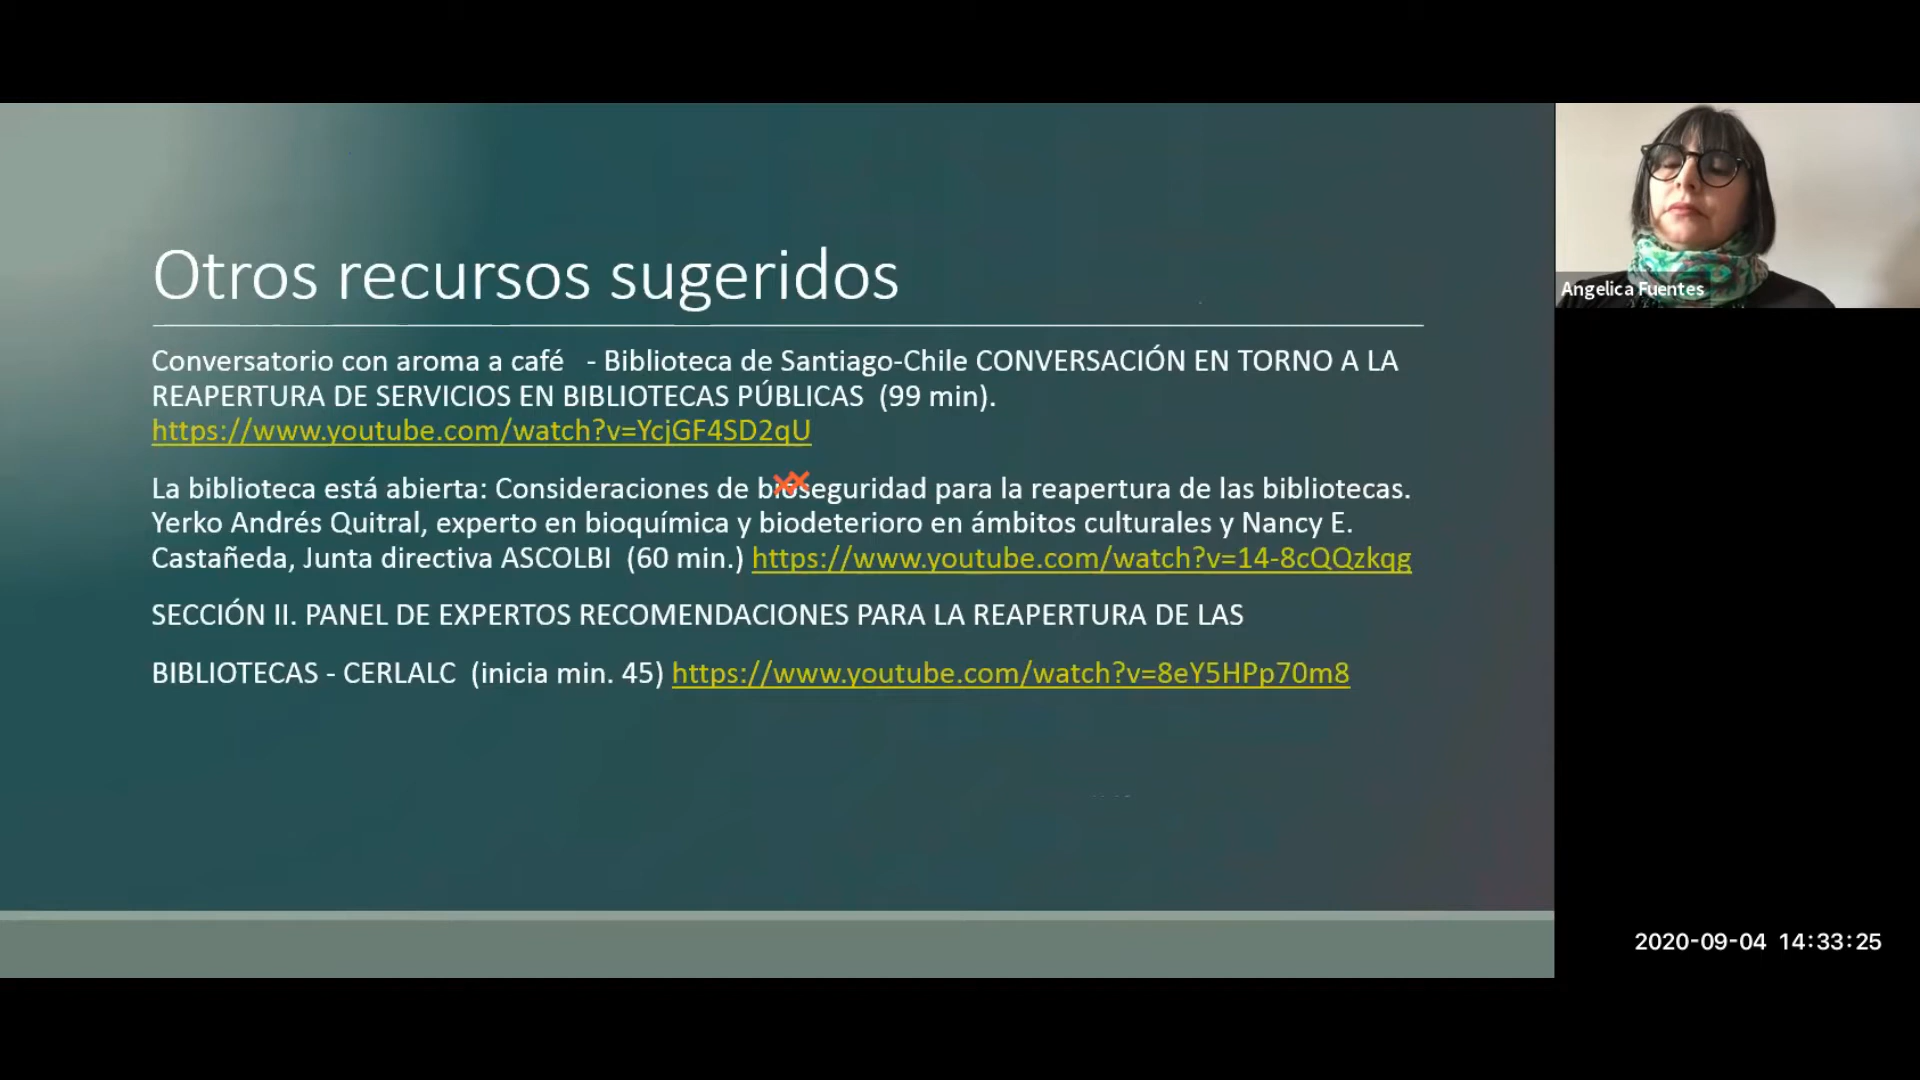 Otros recursos sugeridos
Conversatorio con aroma a café - Biblioteca de Santiago-Chile CONVERSACIÓN EN TORNO A LA
REAPERTURA DE SERVICIOS EN BIBLIOTECAS PÚBLICAS (99 min).
https://www.youtube.com/watch?v=YcjGF4SD2qU
La biblioteca está abierta: Consideraciones de bioseguridad para la reapertura de las bibliotecas.
Yerko Andrés Quitral, experto en bioquímica y biodeterioro en ámbitos culturales y Nancy E.
Castañeda, Junta directiva ASCOLBI (60 min.) https://www.youtube.com/watch?v=14-8cQQzkqg
SECCIÓN II. PANEL DE EXPERTOS RECOMENDACIONES PARA LA REAPERTURA DE LAS
BIBLIOTECAS - CERLALC (inicia min. 45) https://www.youtube.com/watch?v=8eY5HPp70m8
Angelica Fuentes
2020-09-04 14:33:25